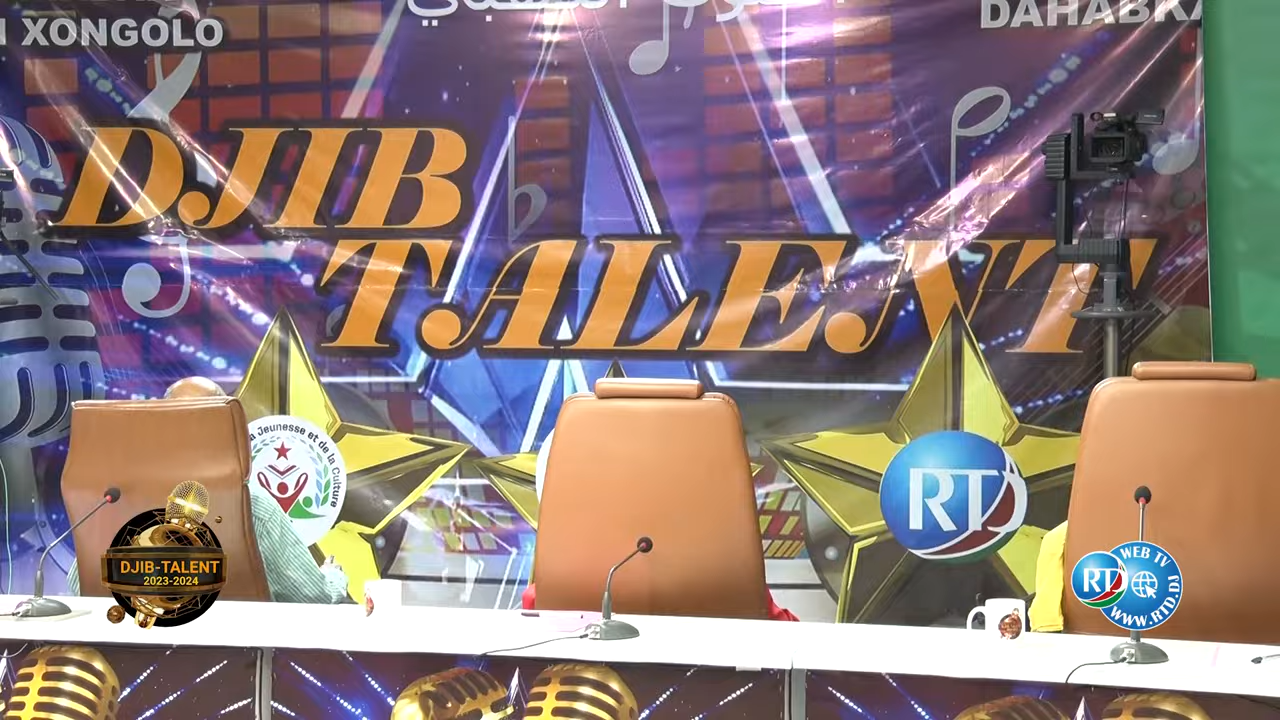 XONGOLO
DAHABKA
DJIB
TALENT
a Jeunesse et de la Culture
RTD
DJIB-TALENT
2023-2024
RTD
WEB TV
WWW.RTD.DJ